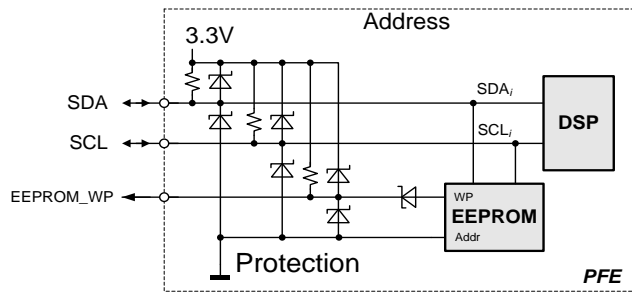 Address
3.3V
SDA
SDAi
SCL
SCLi
DSP
EEPROM_WP
WP
EEPROM
Addr
Protection
PFE